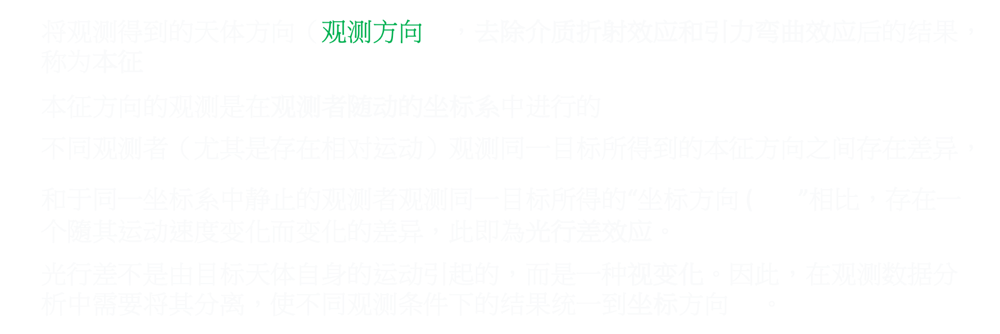 将观测得到的天体方向（观测方向　，去除介质折射效应和引力弯曲效应后的结果，
称为本征
本征方向的观测是在观测者随动的坐标系中进行的
不同观测者（尤其是存在相对运动）观测同一目标所得到的本征方向之间存在差异，
和于同一坐标系中静止的观测者观测同一目标所得的“坐标方向 (　”相比，存在一
个隨其运动速度变化而变化的差异，此即為光行差效应。
光行差不是由目标天体自身的运动引起的，而是一种视变化。因此，在观测数据分
析中需要将其分离，使不同观测条件下的结果统一到坐标方向　。